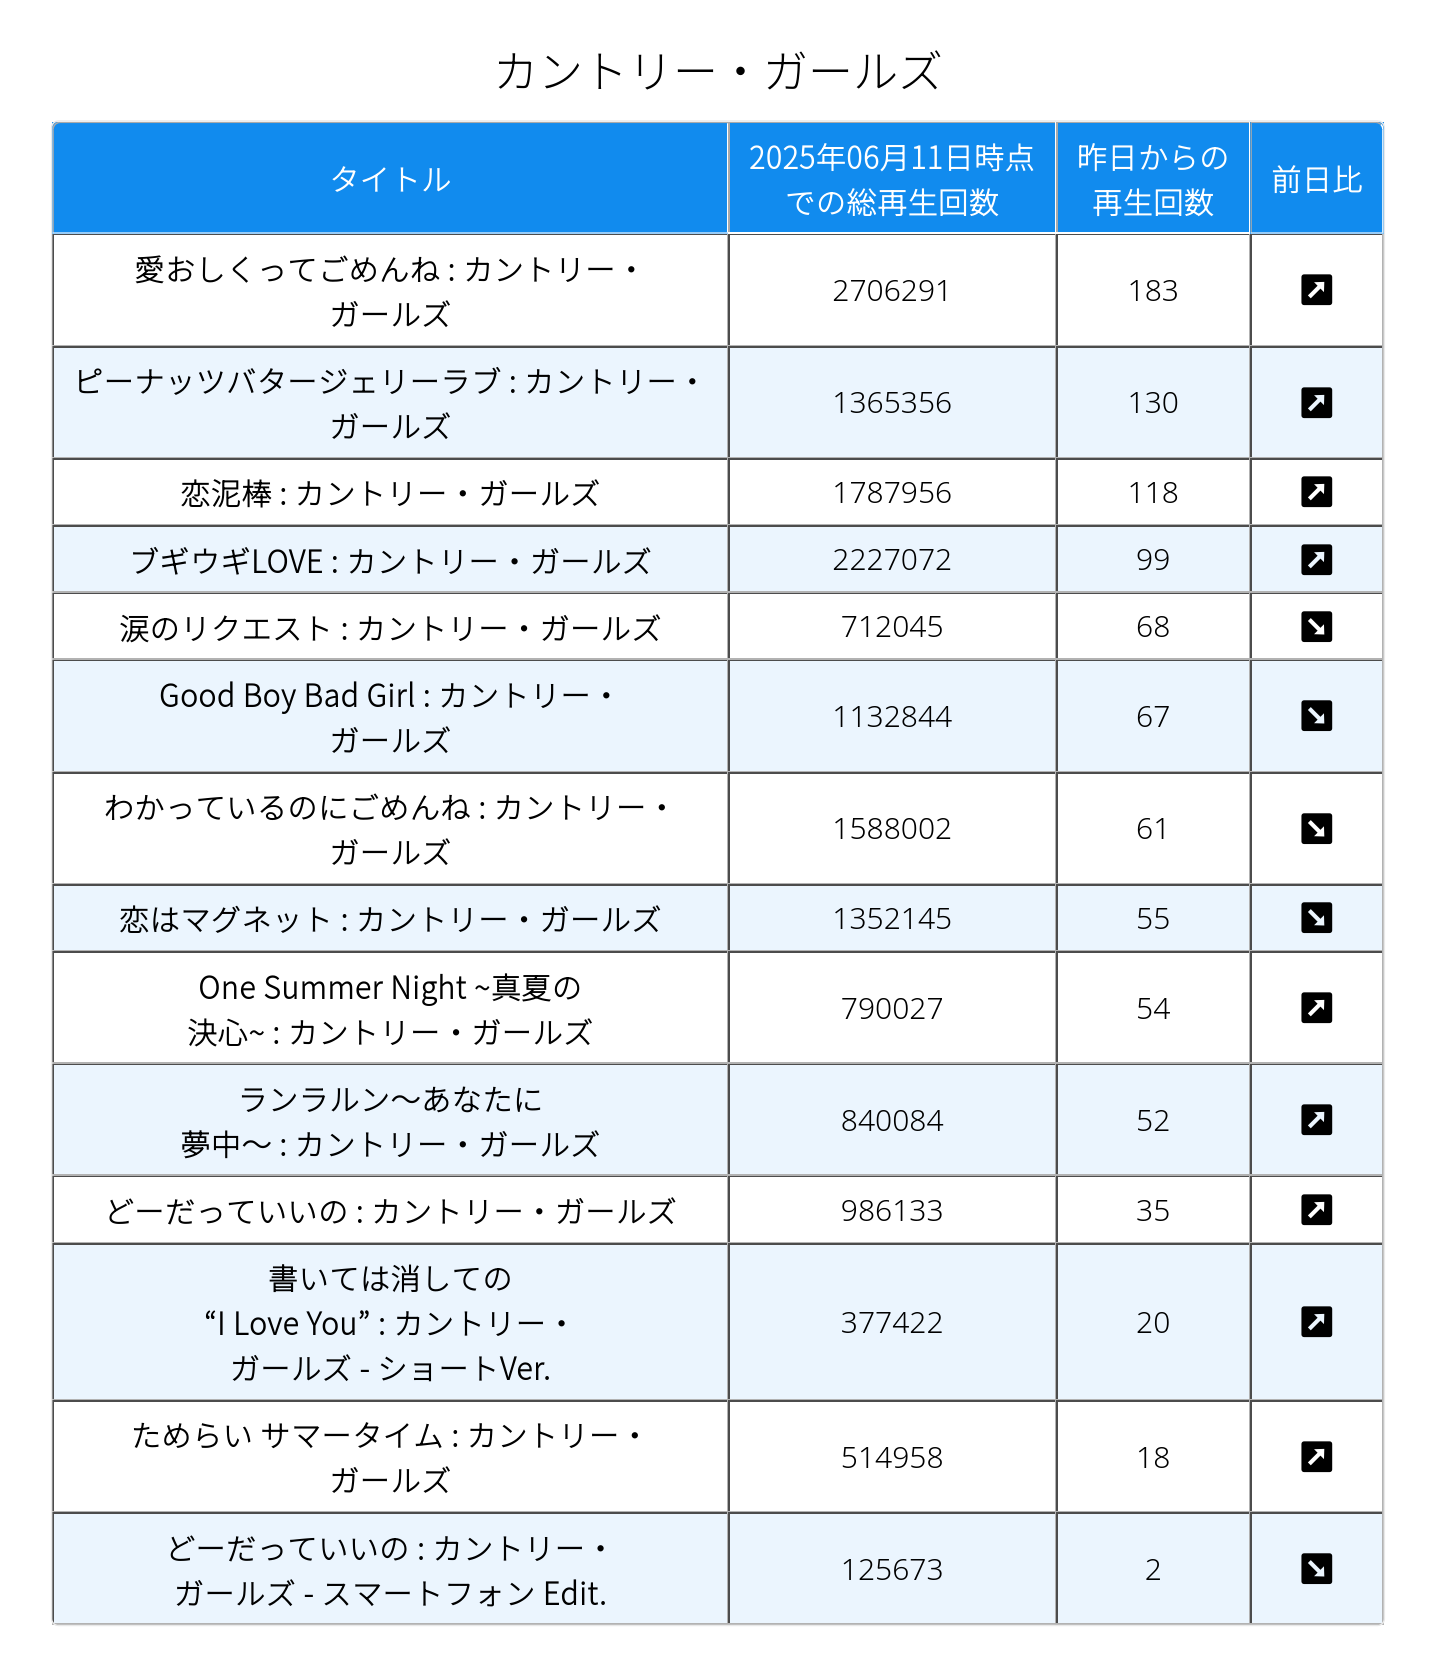 カントリー・ガールズ
タイトル
2025年06月11日時点
での総再生回数
昨日からの
再生回数
前日比
愛おしくってごめんね : カントリー・
ガールズ
2706291
183
ピーナッツバタージェリーラブ : カントリー・
ガールズ
1365356
130
恋泥棒 : カントリー・ガールズ
1787956
118
ブギウギLOVE : カントリー・ガールズ
2227072
99
涙のリクエスト : カントリー・ガールズ
712045
68
Good Boy Bad Girl : カントリー・
ガールズ
1132844
67
わかっているのにごめんね : カントリー・
ガールズ
1588002
61
恋はマグネット : カントリー・ガールズ
1352145
55
One Summer Night ~真夏の
決心~ : カントリー・ガールズ
790027
54
ランラルン～あなたに
夢中～ : カントリー・ガールズ
840084
52
どーだっていいの : カントリー・ガールズ
986133
35
書いては消しての
“I Love You” : カントリー・
ガールズ - ショートVer.
377422
20
ためらい サマータイム : カントリー・
ガールズ
514958
18
どーだっていいの : カントリー・
ガールズ - スマートフォン Edit.
125673
2